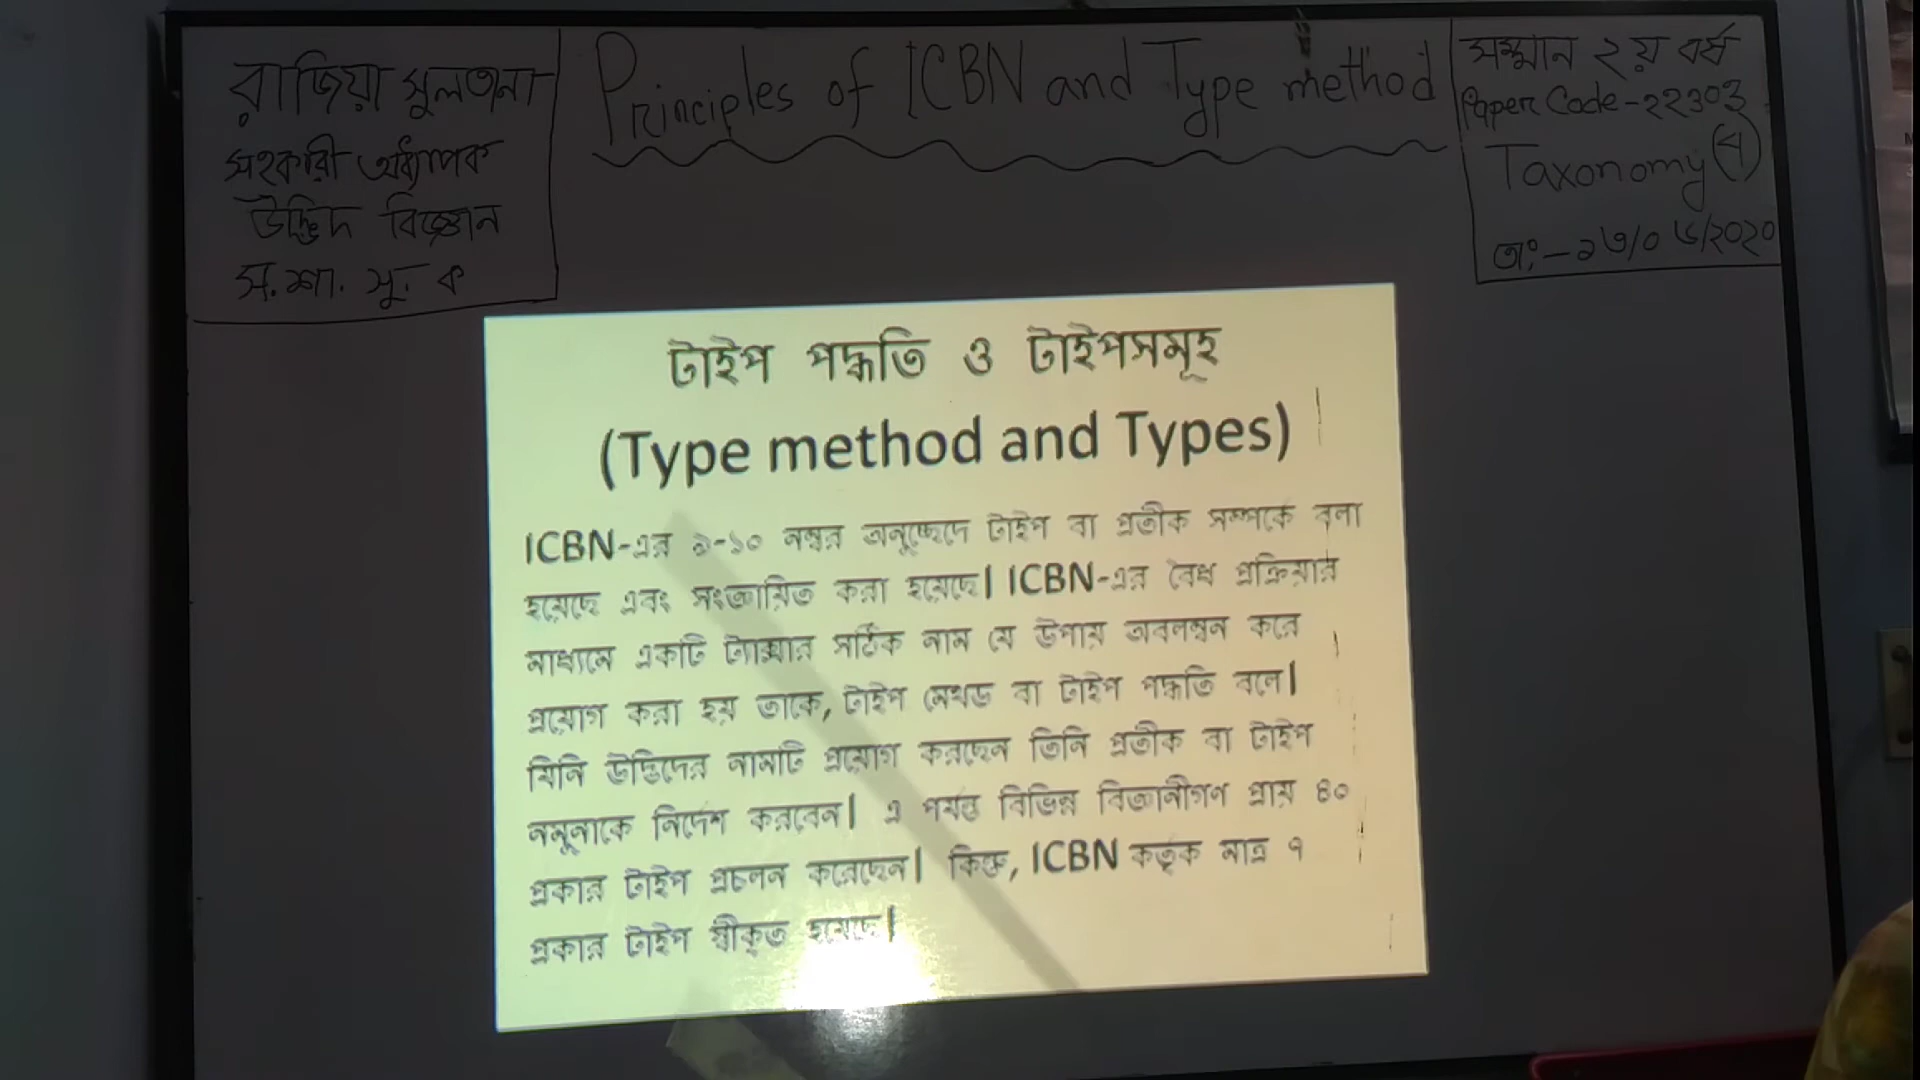 রাজিয়া সুলতানা
সহকারী অধ্যাপক
উদ্ভিদ বিজ্ঞান
স. শা. সু. ক
Principles of ICBN and Type method
সম্মান ২য় বর্ষ
Paper Code-২২৩০৩
Taxonomy
তাং-
টাইপ পদ্ধতি ও টাইপসমূহ
(Type method and Types)
ICBN-এর ৯-১০ নম্বর অনুচ্ছেদে টাইপ বা প্রতীক সম্পর্কে বলা
হয়েছে এবং সংজ্ঞায়িত করা হয়েছে| ICBN-এর বৈধ প্রক্রিয়ার
মাধ্যমে একটি ট্যাক্সার সঠিক নাম যে উপায় অবলম্বন করে
প্রয়োগ করা হয় তাকে, টাইপ মেথড বা টাইপ পদ্ধতি বলে|
যিনি উদ্ভিদের নামটি প্রয়োগ করছেন তিনি প্রতীক বা টাইপ
নমুনাকে নির্দেশ করবেন| এ পর্যন্ত বিভিন্ন বিজ্ঞানীগণ প্রায় ৪০
প্রকার টাইপ প্রচলন করেছেন| কিন্তু, ICBN কর্তৃক মাত্র ৭
প্রকার টাইপ স্বীকৃত হয়েছে|